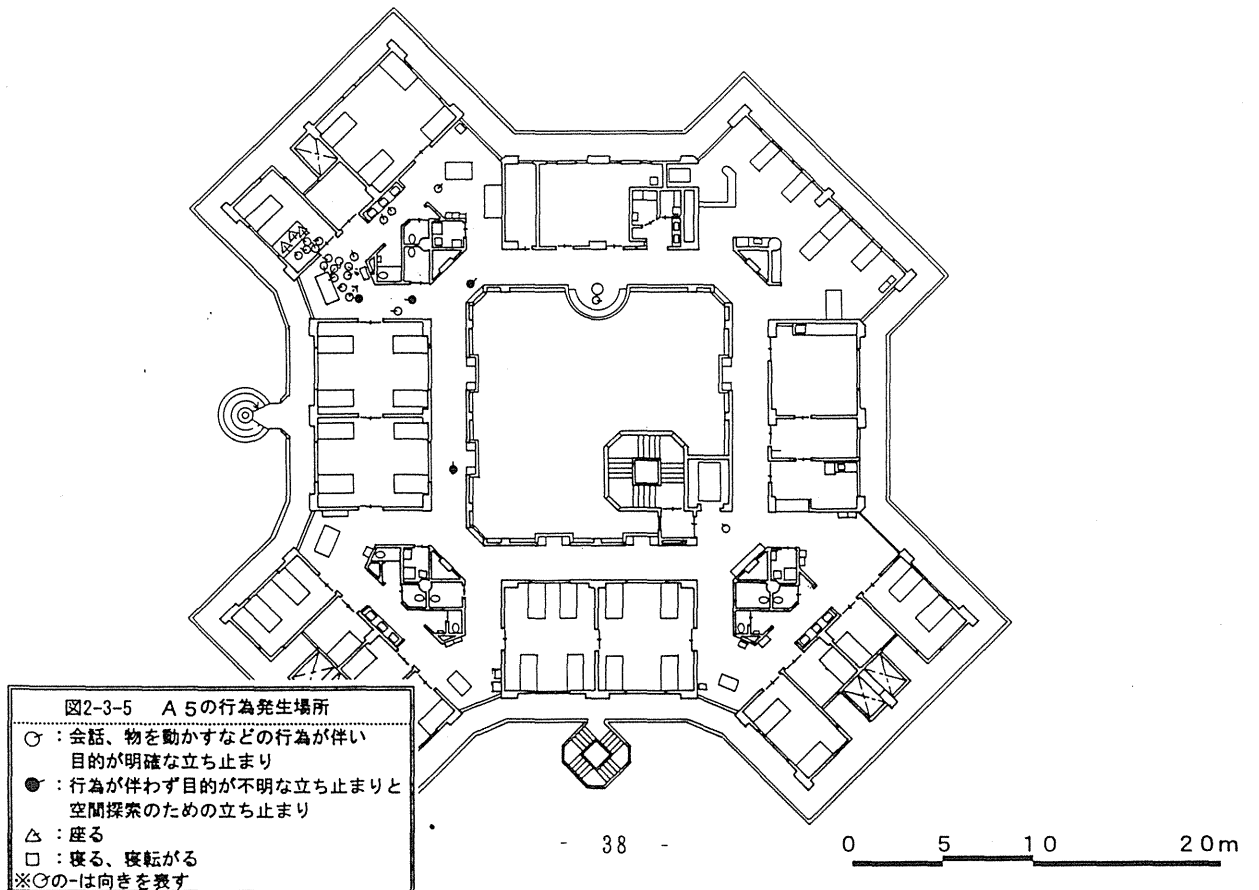 図2-3-5 A5の行為発生場所
○:会話、物を動かすなどの行為が伴い
目的が明確な立ち止まり
●:行為が伴わず目的が不明な立ち止まりと
空間探索のための立ち止まり
△:座る
□:寝る、寝転がる
※○の-は向きを表す
- 38 -
0 5 10 20m